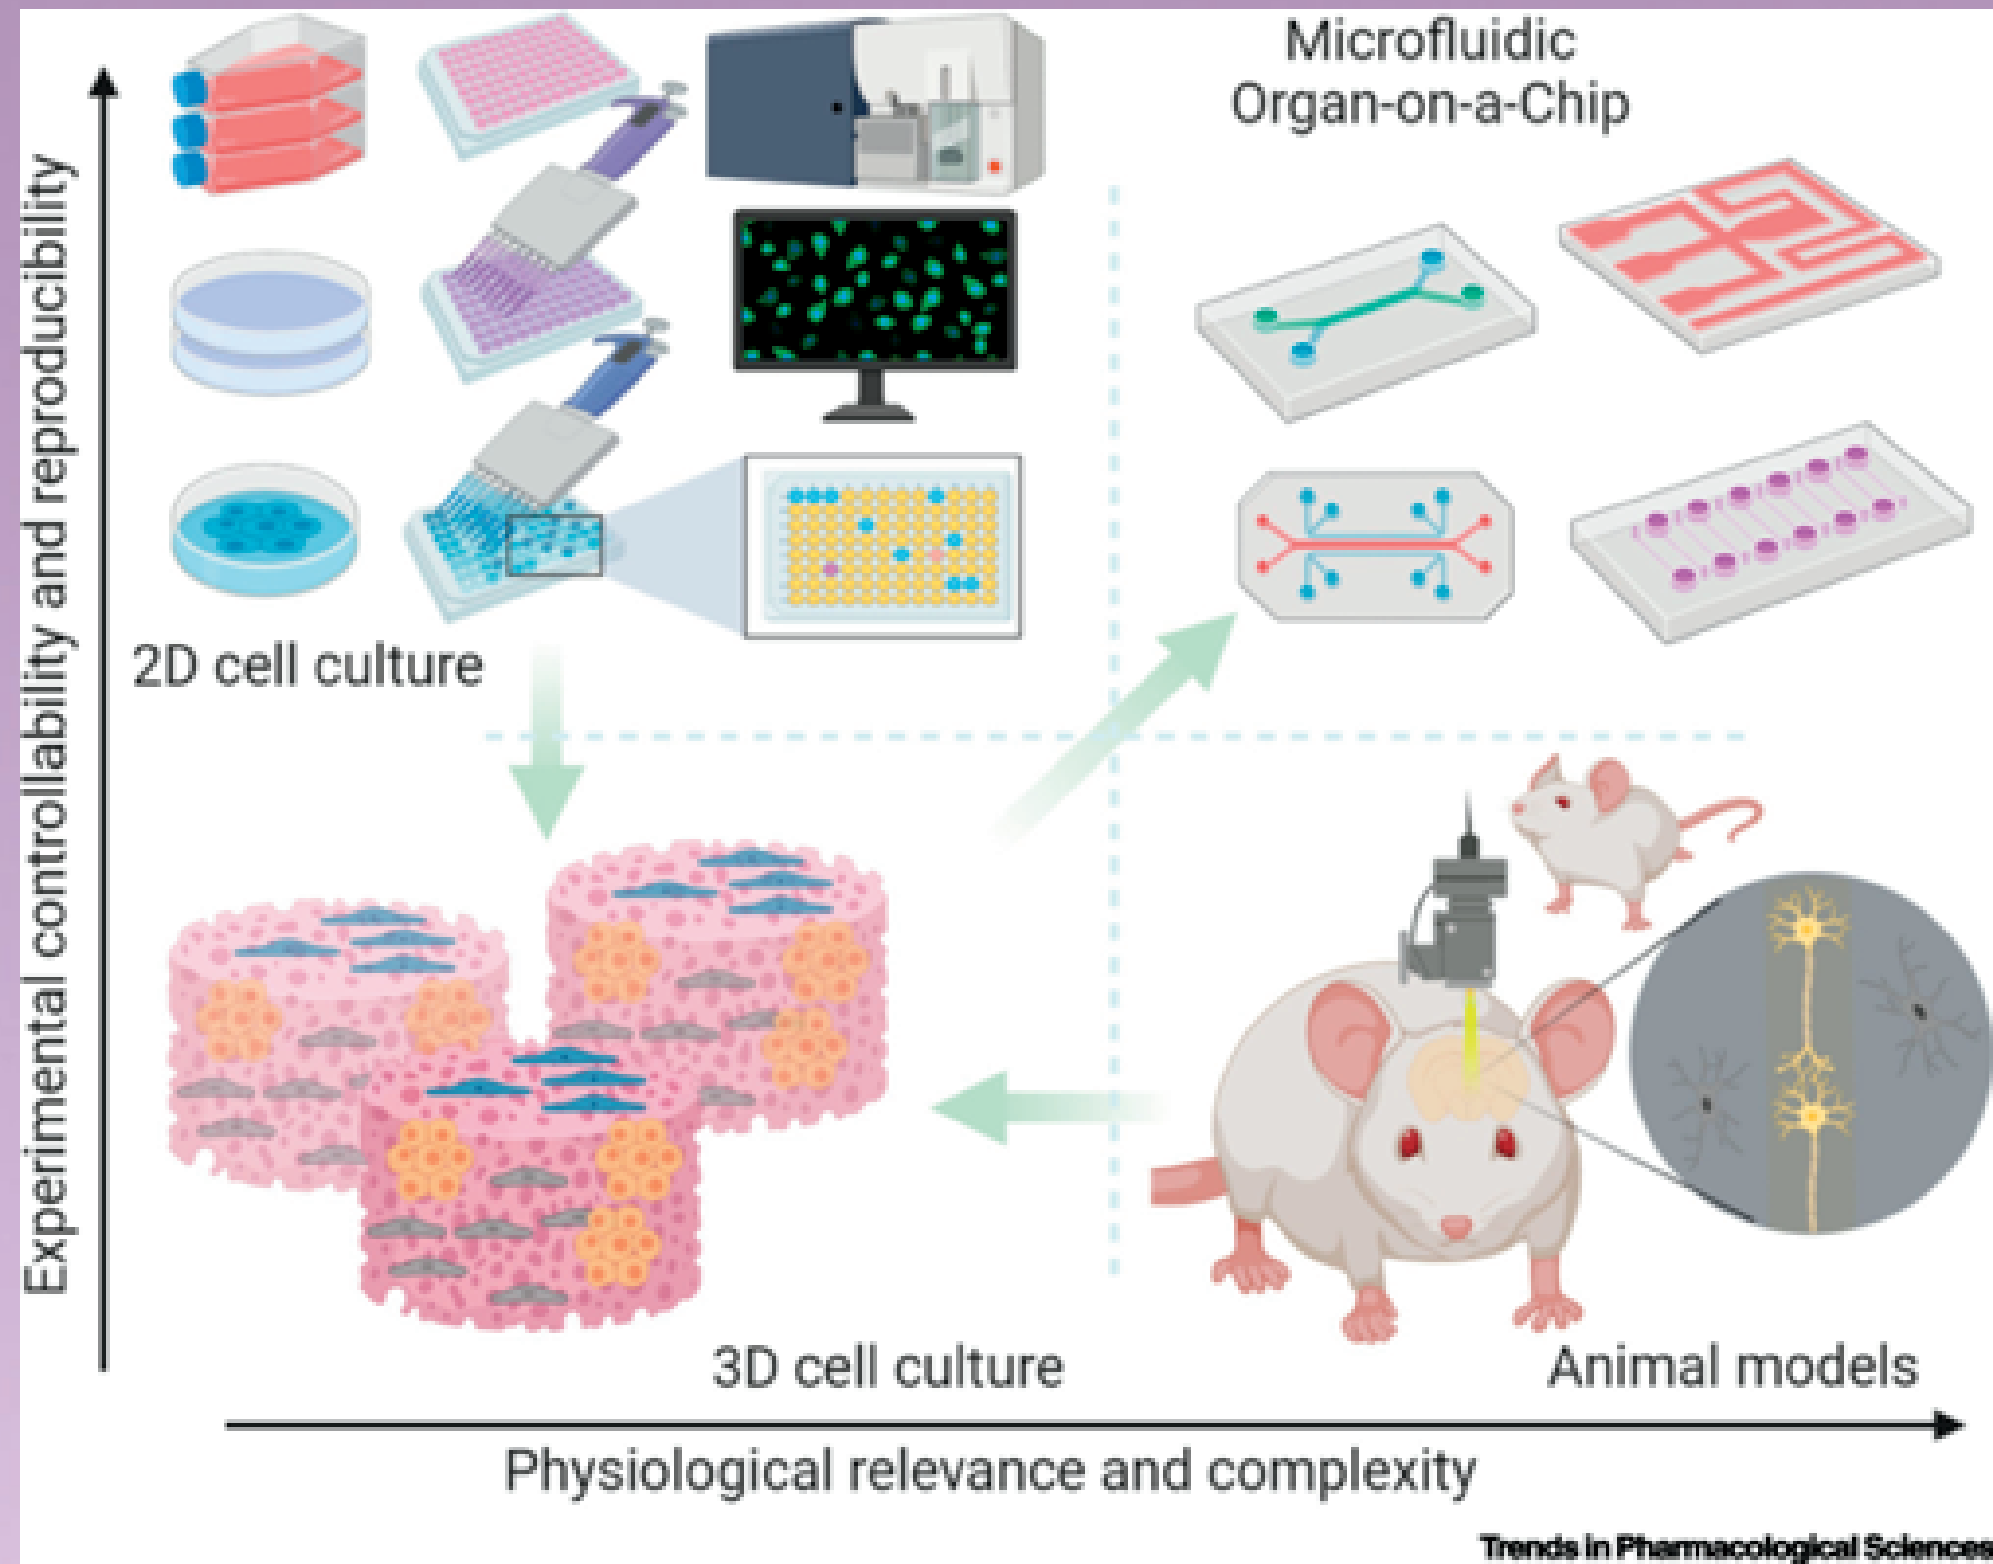 Microfluidic
Organ-on-a-Chip
Experimental controllability and reproducibility
2D cell culture
3D cell culture
Animal models
Physiological relevance and complexity
Trends in Pharmacological Sciences